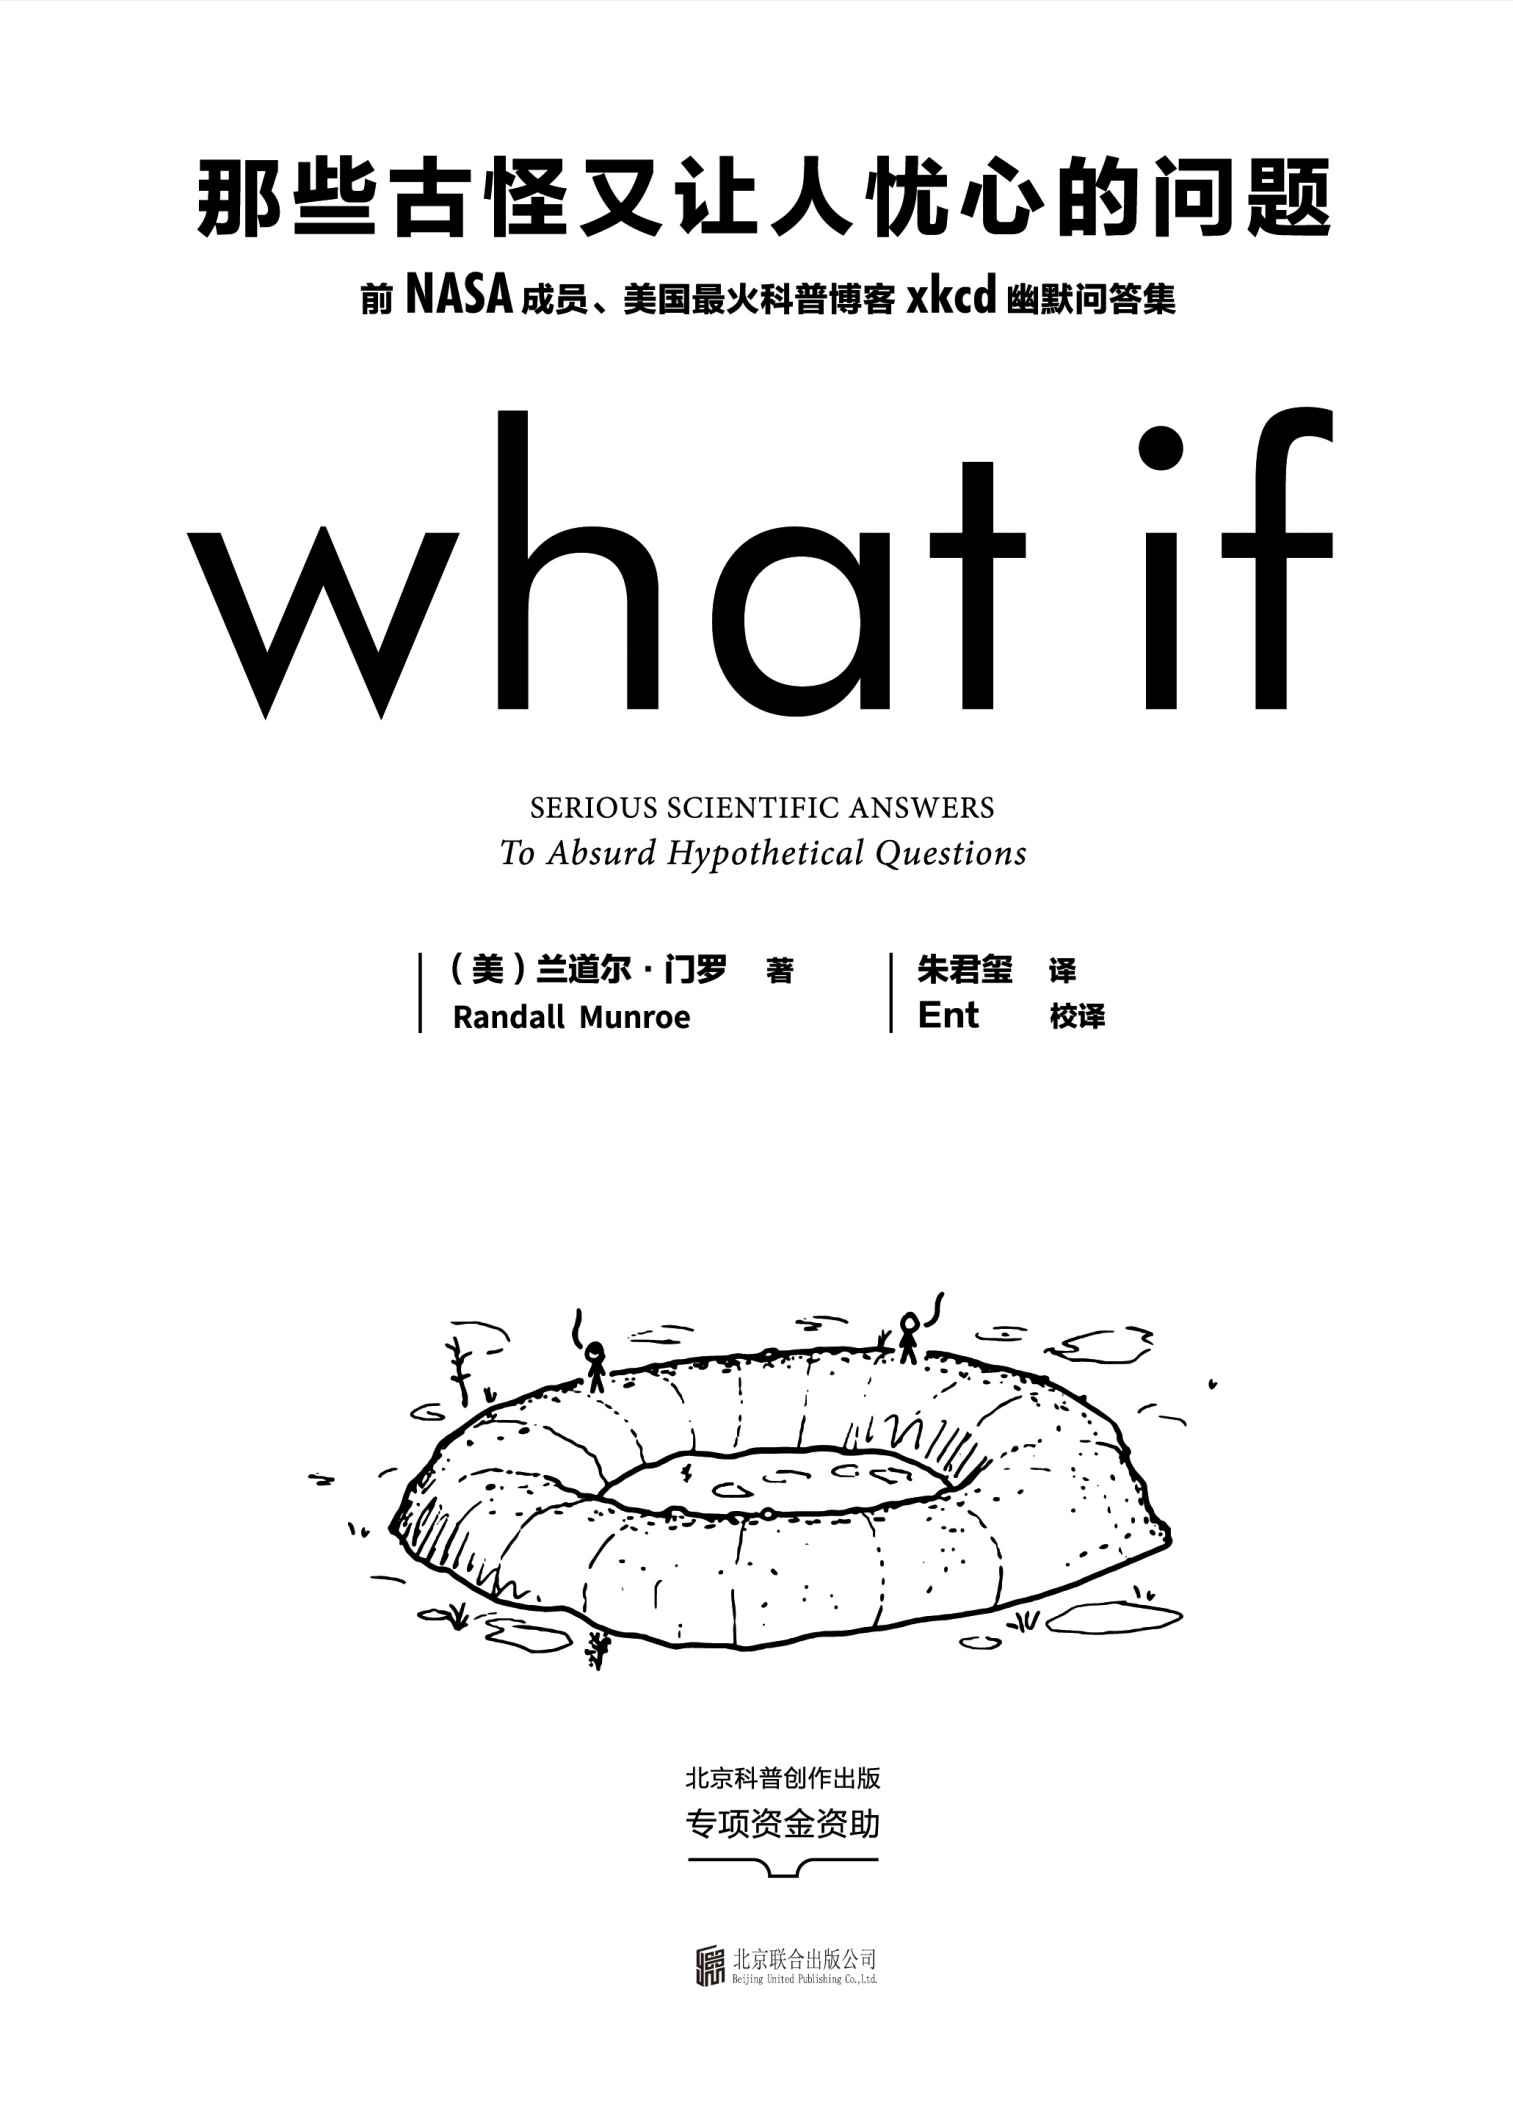 那些古怪又让人忧心的问题
前 NASA 成员、美国最火科普博客 xkcd 幽默问答集
what if
SERIOUS SCIENTIFIC ANSWERS
To Absurd Hypothetical Questions
（美）兰道尔·门罗 著
Randall Munroe
朱君玺 译
Ent 校译
北京科普创作出版
专项资金资助
北京联合出版公司
Beijing United Publishing Co.,Ltd.